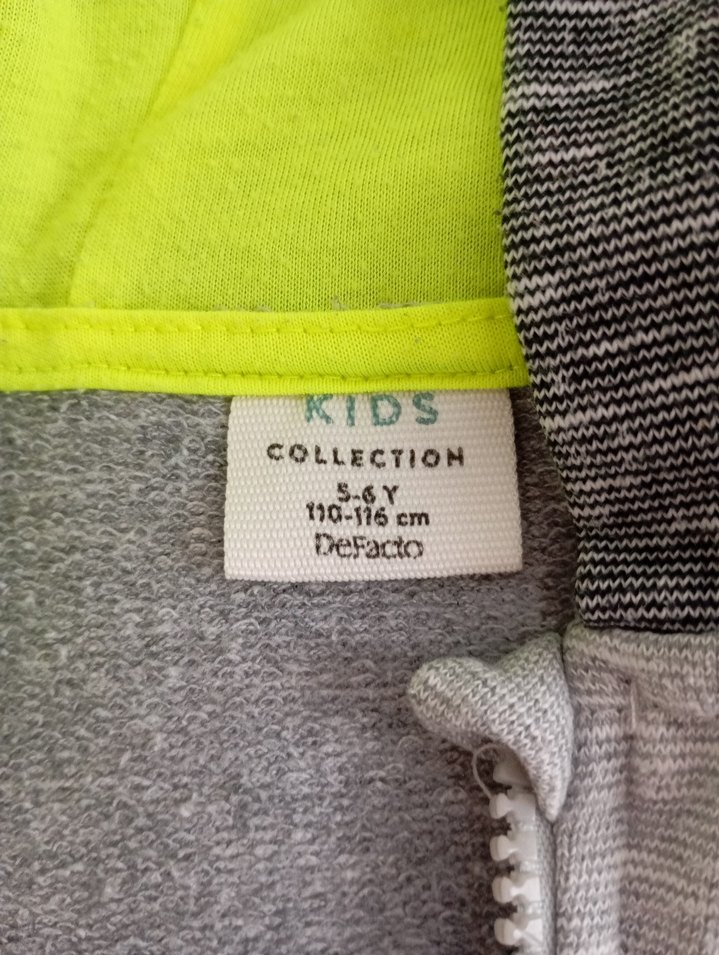 KIDS
COLLECTION
5-6 Y
110-116 cm
DeFacto